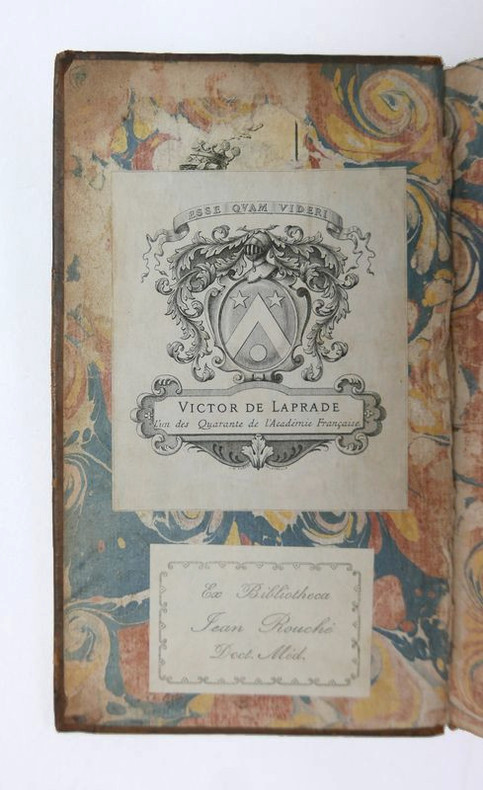 ESSE QVAM VIDERI
VICTOR DE LAPRADE
L'un des Quarante de l'Académie Française.
Ex Bibliotheca
Jean Rouché
Doct. Méd.